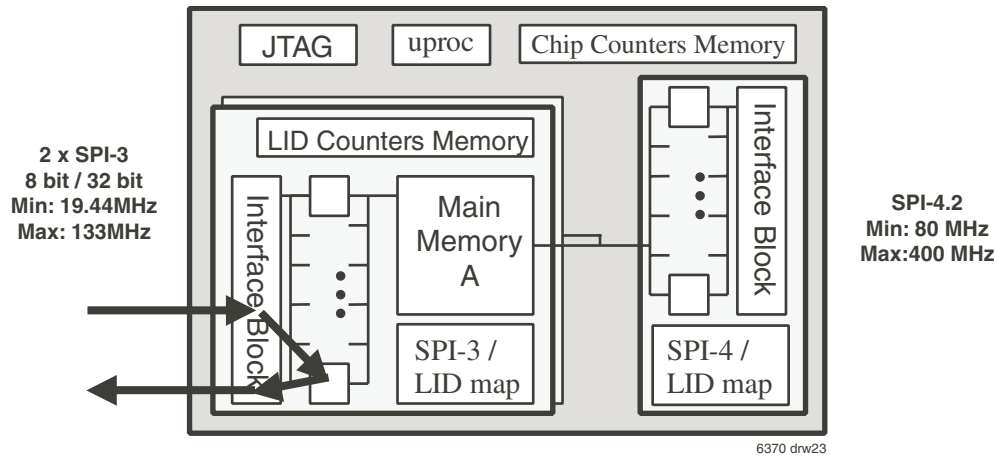 JTAG
uproc
Chip Counters Memory
LID Counters Memory
2 x SPI-3
8 bit / 32 bit
Min: 19.44MHz
Max: 133MHz
Interface Block
Main
Memory
A
SPI-3 /
LID map
Interface Block
SPI-4 /
LID map
SPI-4.2
Min: 80 MHz
Max:400 MHz
6370 drw23